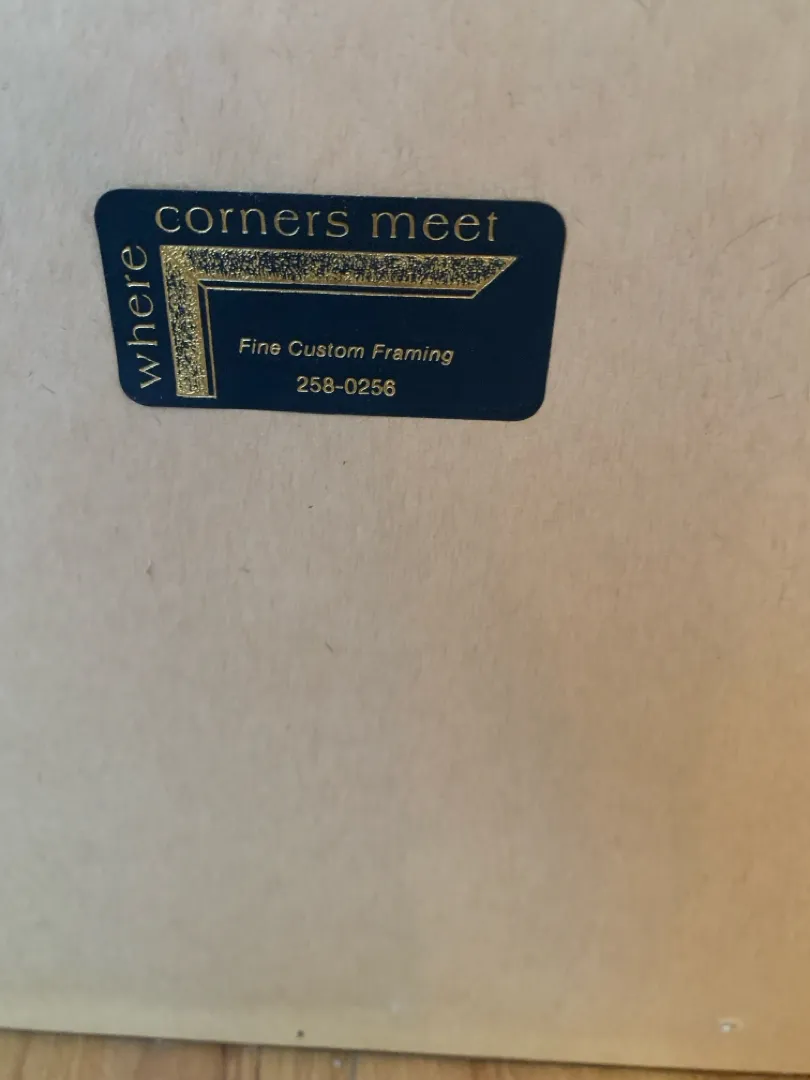 where
corners meet
Fine Custom Framing
258-0256